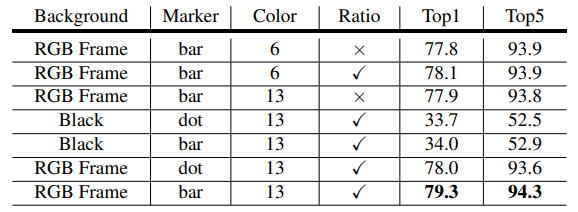 Background Marker Color Ratio Top1 Top5
RGB Frame bar 6 × 77.8 93.9
RGB Frame bar 6 ✓ 78.1 93.9
RGB Frame bar 13 × 77.9 93.8
Black dot 13 ✓ 33.7 52.5
Black bar 13 ✓ 34.0 52.9
RGB Frame dot 13 ✓ 78.0 93.6
RGB Frame bar 13 ✓ 79.3 94.3